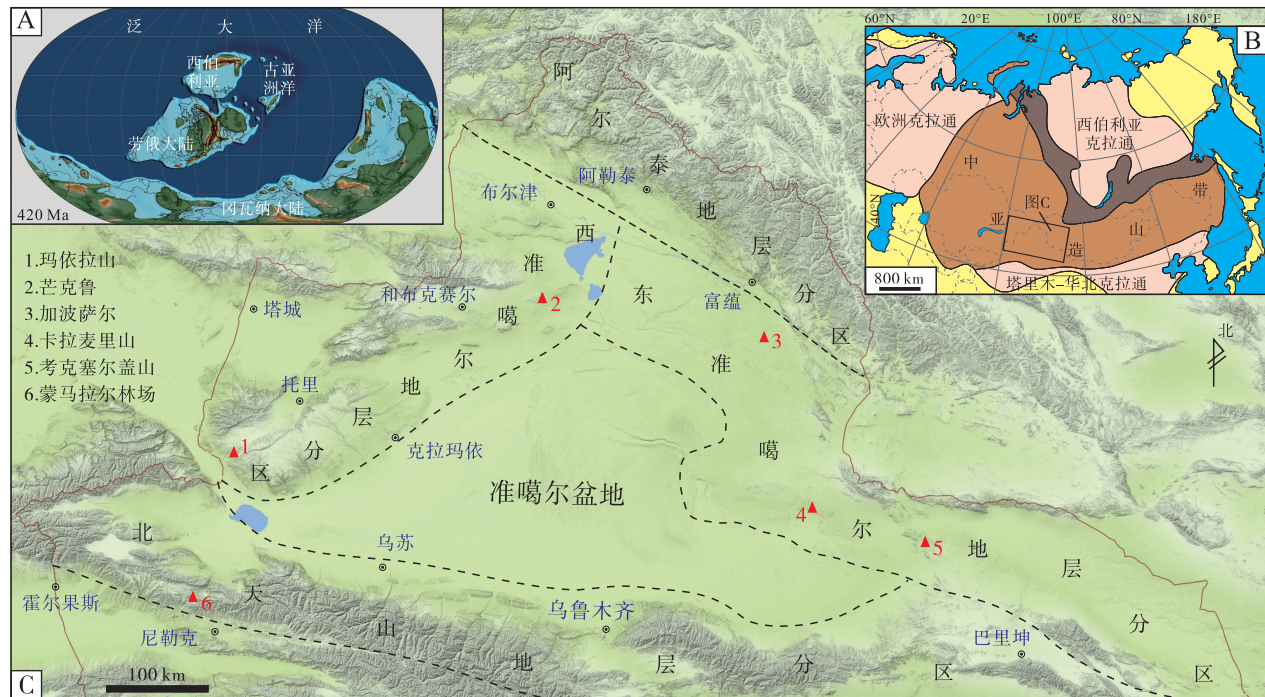 A
泛大洋
西伯
利亚
古亚
洲洋
劳俄大陆
冈瓦纳大陆
420 Ma
60°N
20°E
100°E
80°N
180°E
B
欧洲克拉通
西伯利亚
克拉通
中亚造山带
图C
40°N
800 km
塔里木–华北克拉通
1.玛依拉山
2.芒克鲁
3.加波萨尔
4.卡拉麦里山
5.考克塞尔盖山
6.蒙马拉尔林场
阿尔泰地层分区
布尔津
阿勒泰
西准噶尔地层分区
和布克赛尔
2
塔城
富蕴
3
东准噶尔地层分区
北
托里
1
克拉玛依
准噶尔盆地
4
5
北天山地层分区
乌苏
霍尔果斯
6
尼勒克
乌鲁木齐
巴里坤
C
100 km